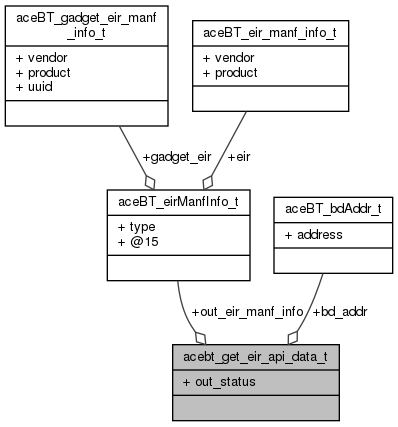 aceBT_gadget_eir_manf
_info_t
+ vendor
+ product
+ uuid
aceBT_eir_manf_info_t
+ vendor
+ product
+gadget_eir
+eir
aceBT_eirManfInfo_t
+ type
+ @15
aceBT_bdAddr_t
+ address
+out_eir_manf_info
+bd_addr
acebt_get_eir_api_data_t
+ out_status